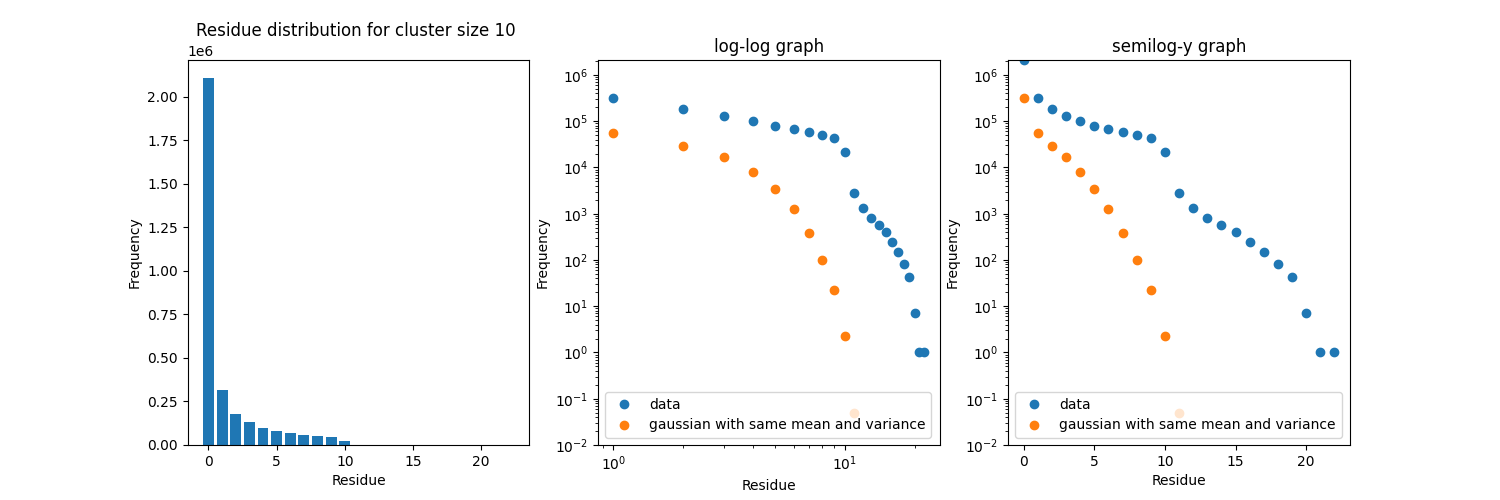 Residue distribution for cluster size 10
1e6
2.00
1.75
1.50
1.25
1.00
0.75
0.50
0.25
0.00
Frequency
0 5 10 15 20
Residue
log-log graph
10^6
10^5
10^4
10^3
10^2
10^1
10^0
10^-1
10^-2
Frequency
data
gaussian with same mean and variance
10^0 10^1
Residue
semilog-y graph
10^6
10^5
10^4
10^3
10^2
10^1
10^0
10^-1
10^-2
Frequency
data
gaussian with same mean and variance
0 5 10 15 20
Residue